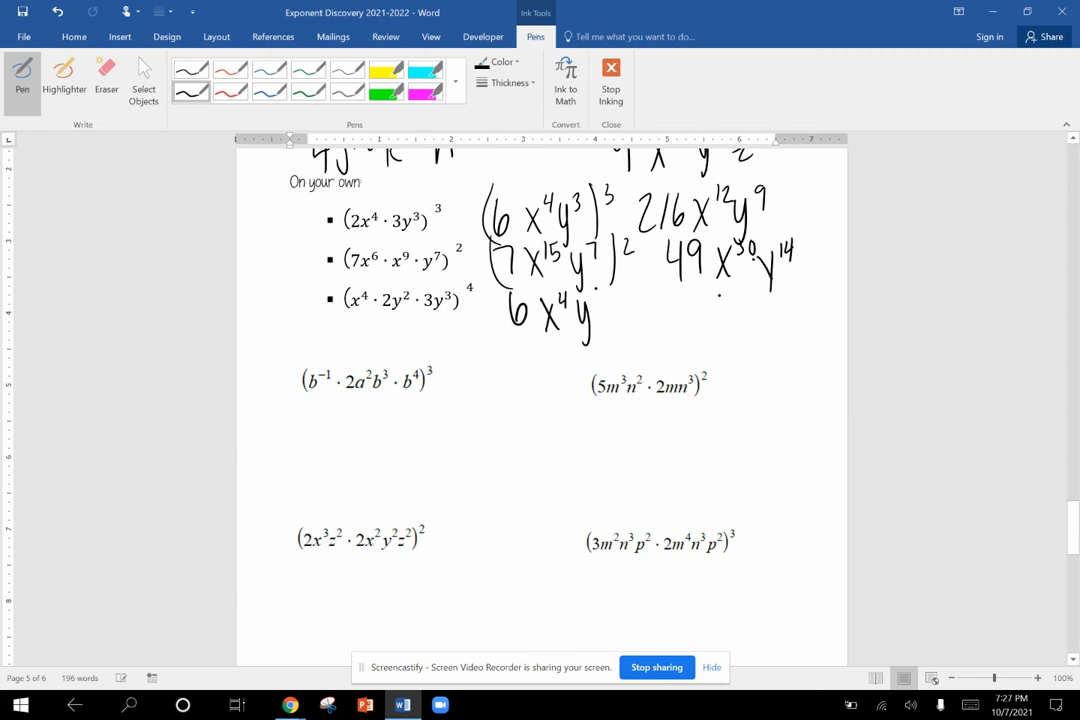 Exponent Discovery 2021-2022 - Word
Ink Tools
File Home Insert Design Layout References Mailings Review View Developer Pens Tell me what you want to do... Sign in Share
Pen Highlighter Eraser Select Objects
Color
Thickness
Ink to Math
Stop Inking
Write Pens Convert Close
On your own:
(2x⁴ · 3y³)³ (6x⁴y³)³ 216x¹²y⁹
(7x⁶ · x⁹ · y⁷)² (7x¹⁵y⁷)² 49x³⁰y¹⁴
(x⁴ · 2y² · 3y³)⁴ 6x⁴y
(b⁻¹ · 2a²b³ · b⁴)³ (5m³n² · 2mn³)²
(2x³z² · 2x²y²z²)² (3m²n³p² · 2m⁴n³p²)³
Screencastify - Screen Video Recorder is sharing your screen. Stop sharing Hide
Page 5 of 6 196 words 100%
7:27 PM
10/7/2021